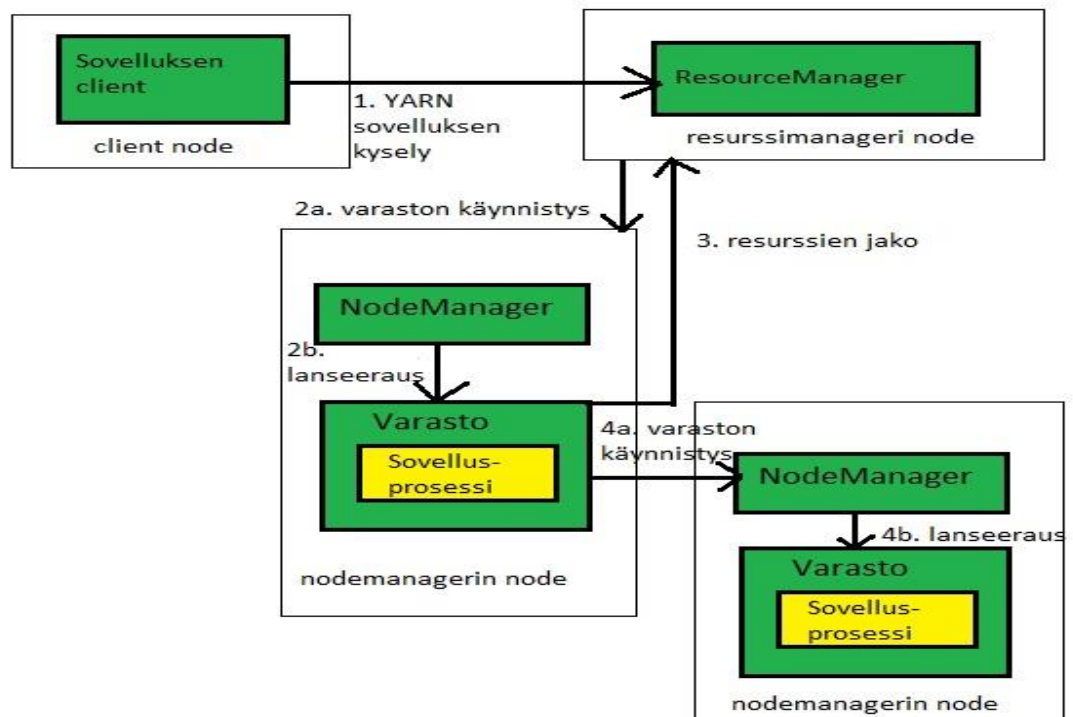 Sovelluksen
client
client node
1. YARN
sovelluksen
kysely
ResourceManager
resurssimanageri node
2a. varaston käynnistys
3. resurssien jako
NodeManager
2b.
lanseeraus
Varasto
Sovellus-
prosessi
nodemanagerin node
4a. varaston
käynnistys
NodeManager
4b. lanseeraus
Varasto
Sovellus-
prosessi
nodemanagerin node